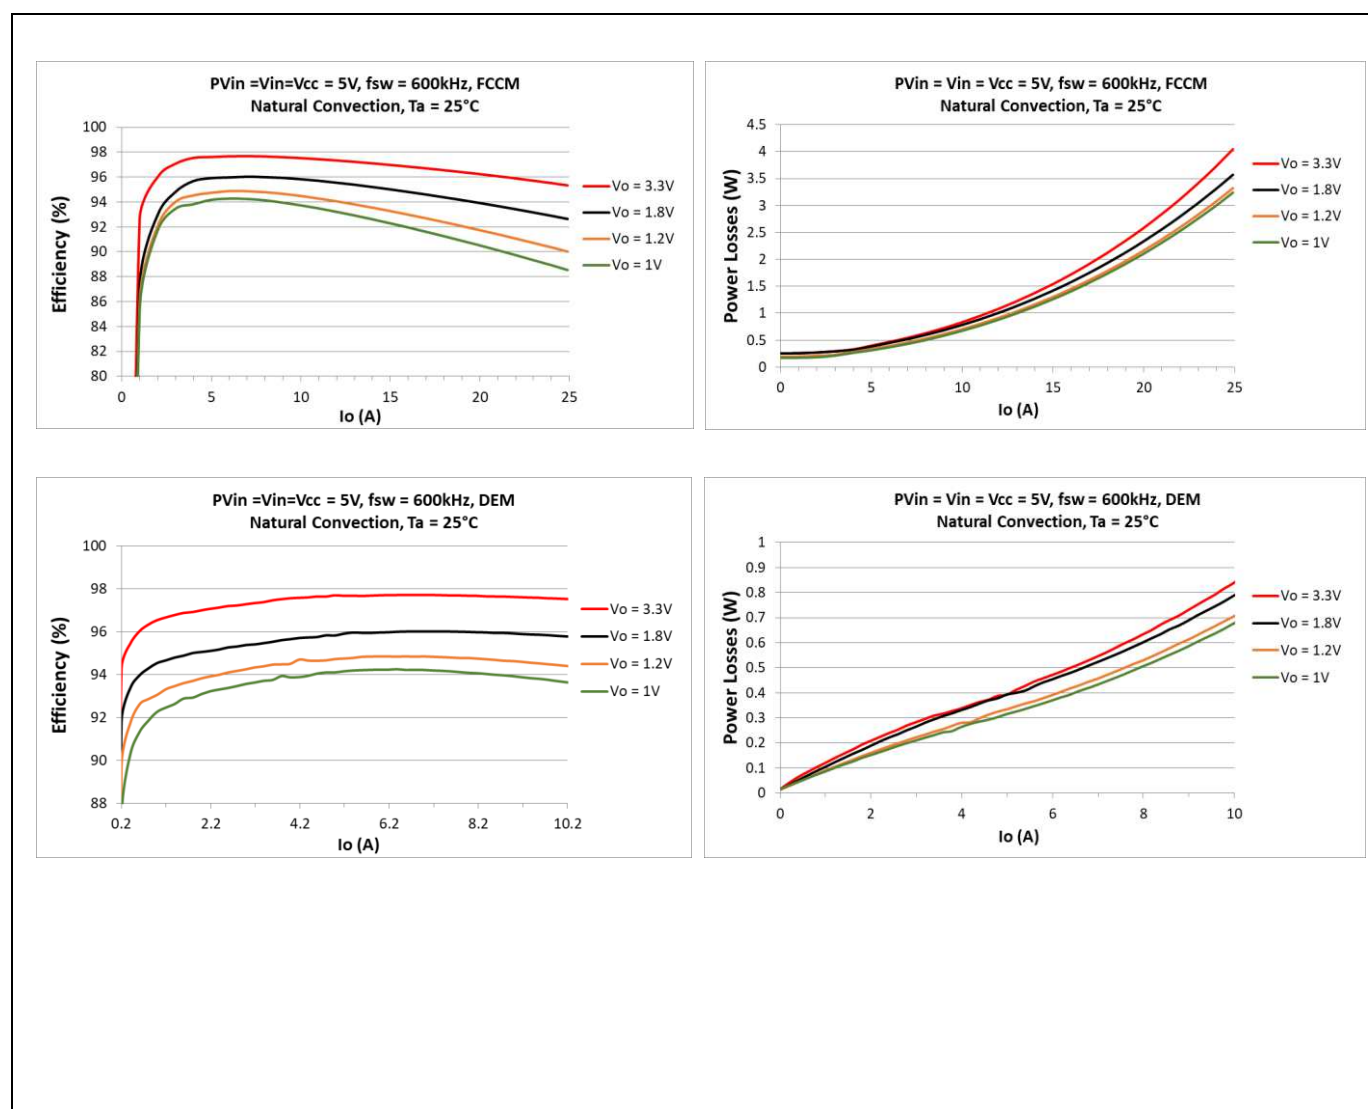 PVin =Vin=Vcc = 5V, fsw = 600kHz, FCCM
Natural Convection, Ta = 25°C
100
98
96
94
92
90
88
86
84
82
80
Efficiency (%)
0 5 10 15 20 25
Io (A)
Vo = 3.3V
Vo = 1.8V
Vo = 1.2V
Vo = 1V
PVin = Vin = Vcc = 5V, fsw = 600kHz, FCCM
Natural Convection, Ta = 25°C
4.5
4
3.5
3
2.5
2
1.5
1
0.5
0
Power Losses (W)
0 5 10 15 20 25
Io (A)
Vo = 3.3V
Vo = 1.8V
Vo = 1.2V
Vo = 1V
PVin =Vin=Vcc = 5V, fsw = 600kHz, DEM
Natural Convection, Ta = 25°C
100
98
96
94
92
90
88
Efficiency (%)
0.2 2.2 4.2 6.2 8.2 10.2
Io (A)
Vo = 3.3V
Vo = 1.8V
Vo = 1.2V
Vo = 1V
PVin = Vin = Vcc = 5V, fsw = 600kHz, DEM
Natural Convection, Ta = 25°C
1
0.9
0.8
0.7
0.6
0.5
0.4
0.3
0.2
0.1
0
Power Losses (W)
0 2 4 6 8 10
Io (A)
Vo = 3.3V
Vo = 1.8V
Vo = 1.2V
Vo = 1V